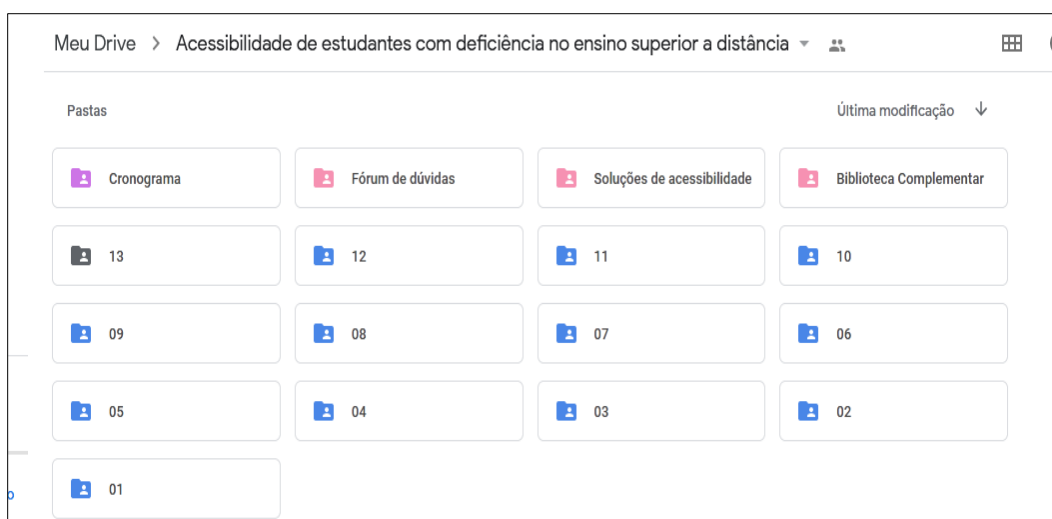 Meu Drive > Acessibilidade de estudantes com deficiência no ensino superior a distância
Pastas Última modificação
Cronograma Fórum de dúvidas Soluções de acessibilidade Biblioteca Complementar
13 12 11 10
09 08 07 06
05 04 03 02
01
o